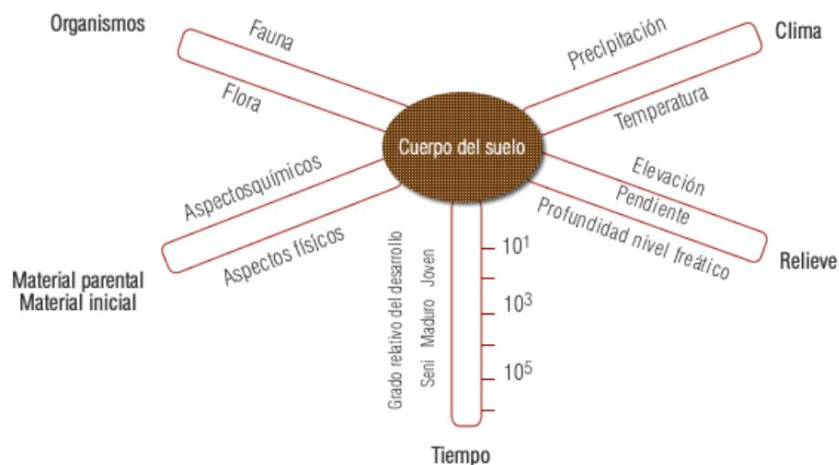 Organismos
Fauna
Flora
Clima
Precipitación
Temperatura
Cuerpo del suelo
Aspectosquímicos
Aspectos físicos
Material parental
Material inicial
Elevación
Pendiente
Profundidad nivel freático
Relieve
Grado relativo del desarrollo
Seni Maduro Joven
10¹
10³
10⁵
Tiempo